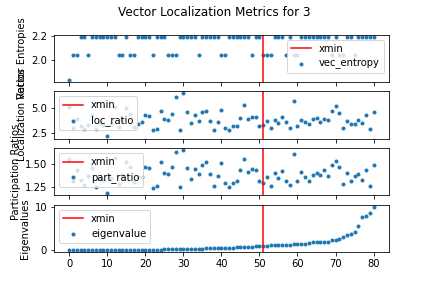 Vector Localization Metrics for 3
Vector Entropies
2.2
2.0
xmin
vec_entropy
Localization Ratios
5.0
2.5
xmin
loc_ratio
Participation Ratios
1.50
1.25
xmin
part_ratio
Eigenvalues
10
0
xmin
eigenvalue
0 10 20 30 40 50 60 70 80